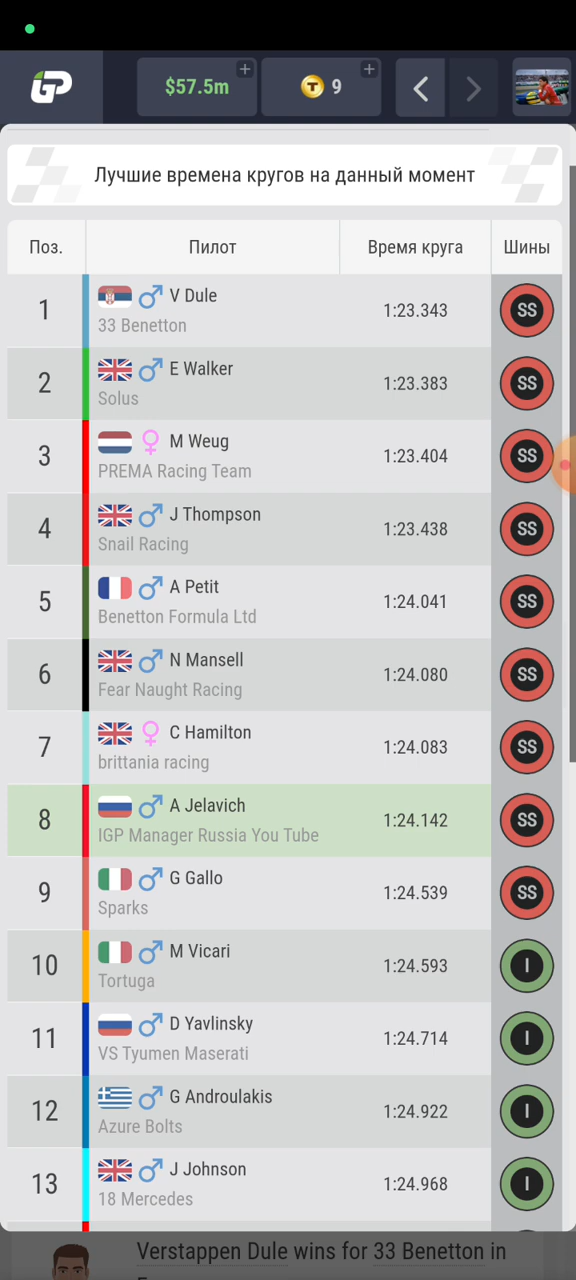 GP
$57.5m
9
Лучшие времена кругов на данный момент
Поз. Пилот Время круга Шины
1 V Dule 33 Benetton 1:23.343 SS
2 E Walker Solus 1:23.383 SS
3 M Weug PREMA Racing Team 1:23.404 SS
4 J Thompson Snail Racing 1:23.438 SS
5 A Petit Benetton Formula Ltd 1:24.041 SS
6 N Mansell Fear Naught Racing 1:24.080 SS
7 C Hamilton brittania racing 1:24.083 SS
8 A Jelavich IGP Manager Russia You Tube 1:24.142 SS
9 G Gallo Sparks 1:24.539 SS
10 M Vicari Tortuga 1:24.593 I
11 D Yavlinsky VS Tyumen Maserati 1:24.714 I
12 G Androulakis Azure Bolts 1:24.922 I
13 J Johnson 18 Mercedes 1:24.968 I
Verstappen Dule wins for 33 Benetton in